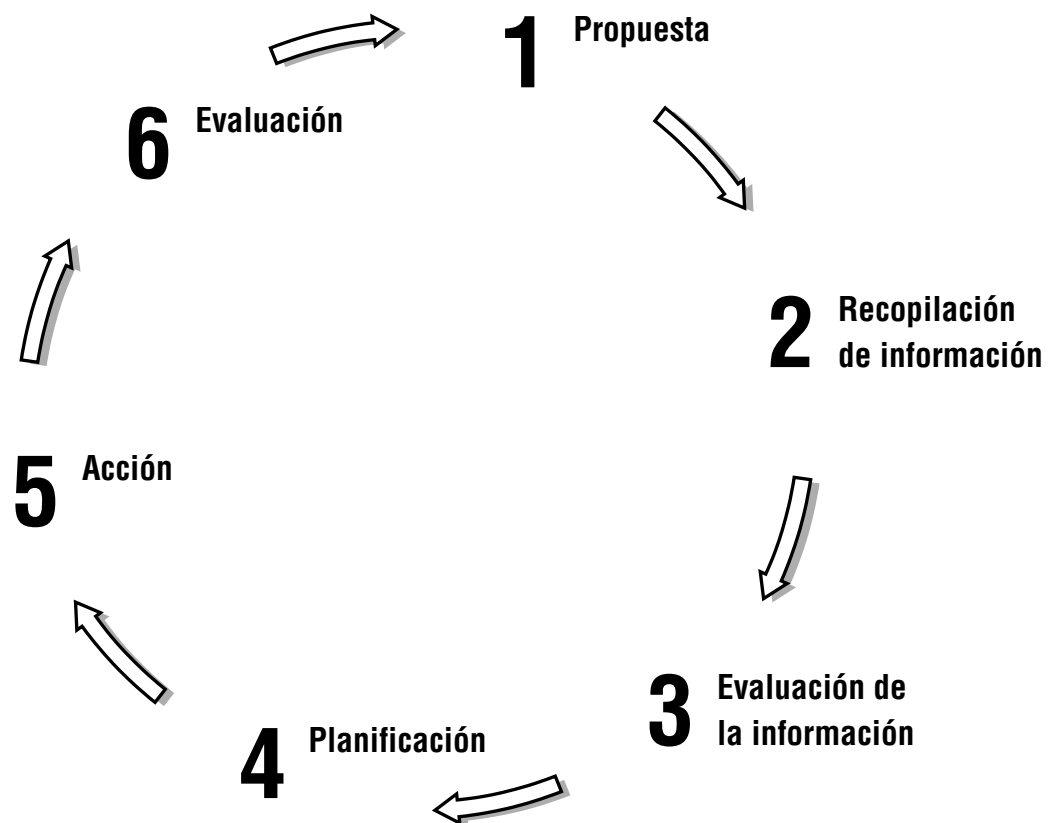 1 Propuesta
2 Recopilación
de información
3 Evaluación de
la información
4 Planificación
5 Acción
6 Evaluación